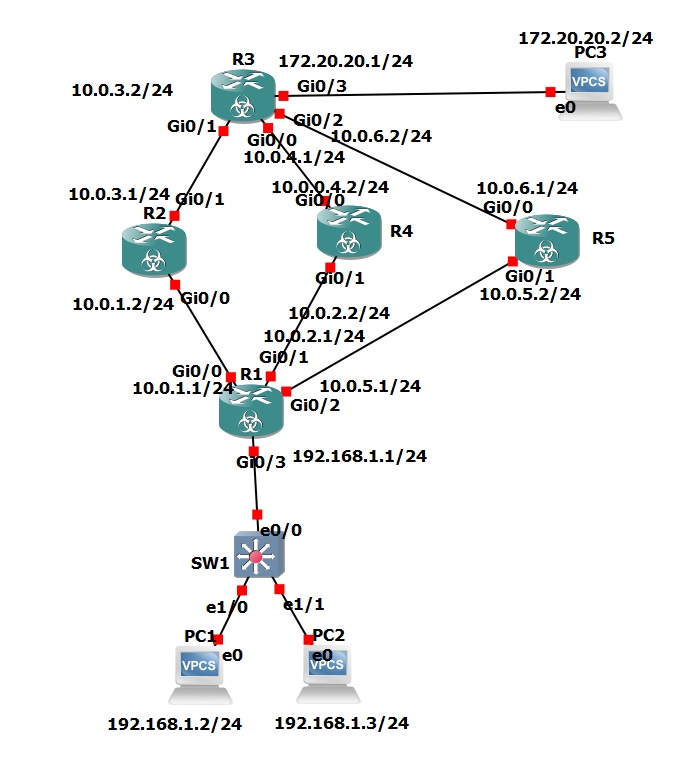 172.20.20.2/24
PC3
VPCS
e0
R3
172.20.20.1/24
Gi0/3
10.0.3.2/24
Gi0/1
Gi0/2
Gi0/0
10.0.6.2/24
10.0.4.1/24
10.0.3.1/24
Gi0/1
R2
10.0.0.4.2/24
Gi0/0
R4
10.0.6.1/24
Gi0/0
R5
Gi0/1
Gi0/1
10.0.5.2/24
10.0.1.2/24
Gi0/0
10.0.2.2/24
10.0.2.1/24
Gi0/1
Gi0/0
R1
10.0.1.1/24
10.0.5.1/24
Gi0/2
Gi0/3
192.168.1.1/24
e0/0
SW1
e1/0
e1/1
PC1
PC2
e0
e0
VPCS
VPCS
192.168.1.2/24
192.168.1.3/24